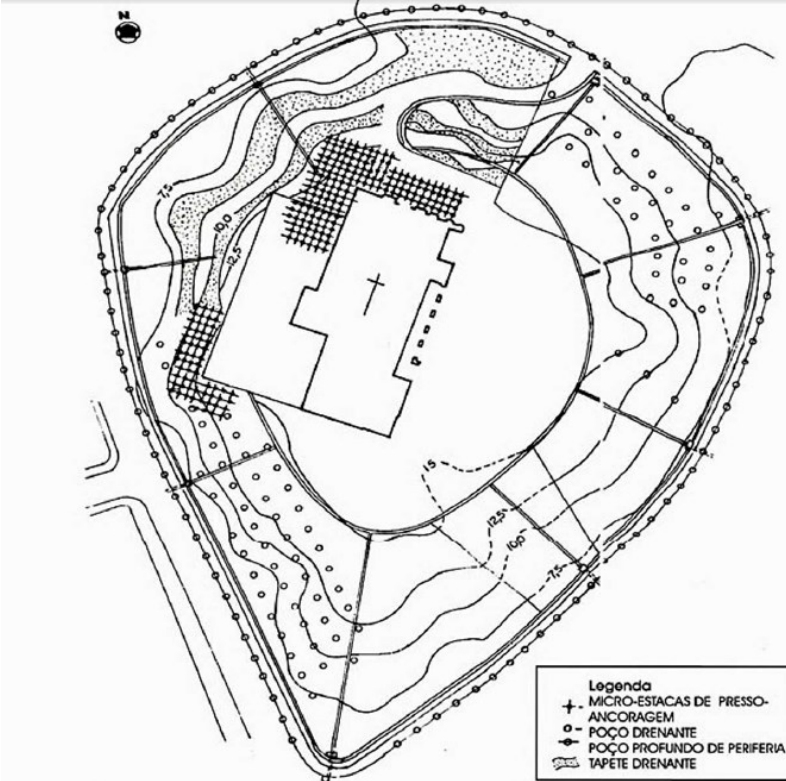 N
7,5
10,0
12,5
15
12,5
10,0
7,5
Legenda
MICRO-ESTACAS DE PRESSO-
ANCORAGEM
POÇO DRENANTE
POÇO PROFUNDO DE PERIFERIA
TAPETE DRENANTE